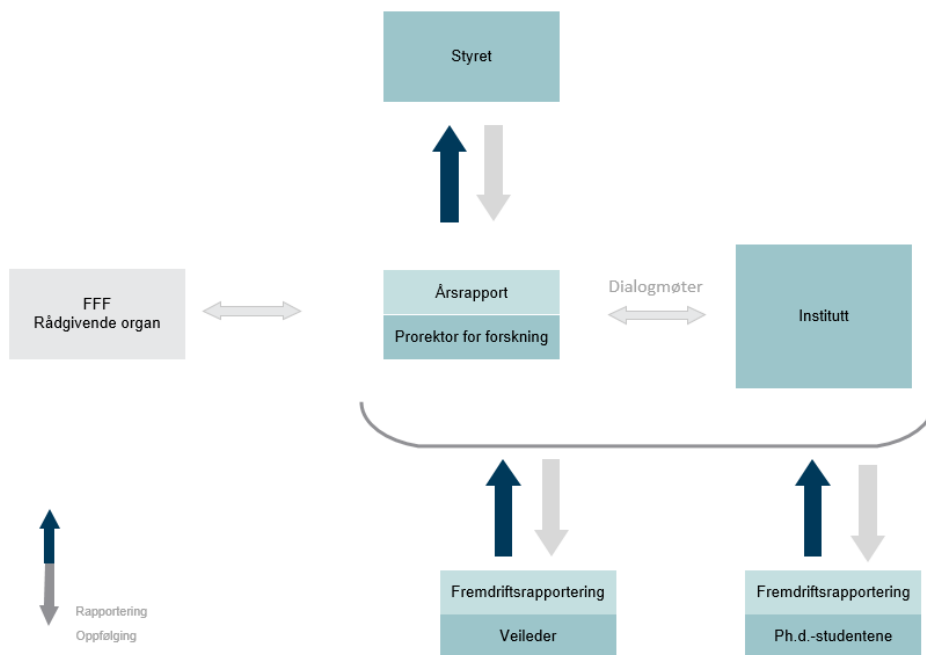 Styret
FFF
Rådgivende organ
Årsrapport
Prorektor for forskning
Dialogmøter
Institutt
Rapportering
Oppfølging
Fremdriftsrapportering
Veileder
Fremdriftsrapportering
Ph.d.-studentene